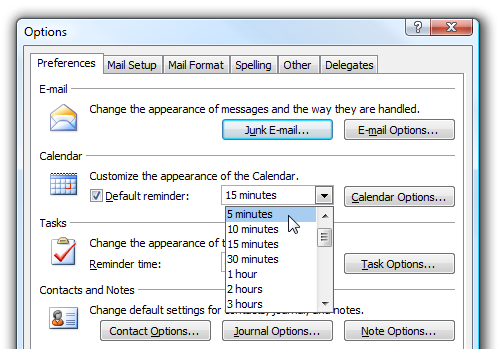 Options
Preferences Mail Setup Mail Format Spelling Other Delegates
E-mail
Change the appearance of messages and the way they are handled.
Junk E-mail... E-mail Options...
Calendar
Customize the appearance of the Calendar.
Default reminder: 15 minutes Calendar Options...
5 minutes
10 minutes
15 minutes
30 minutes
1 hour
2 hours
3 hours
Tasks
Change the appearance of
Reminder time: Task Options...
Contacts and Notes
Change default settings for contacts, journal, and notes.
Contact Options... Journal Options... Note Options...